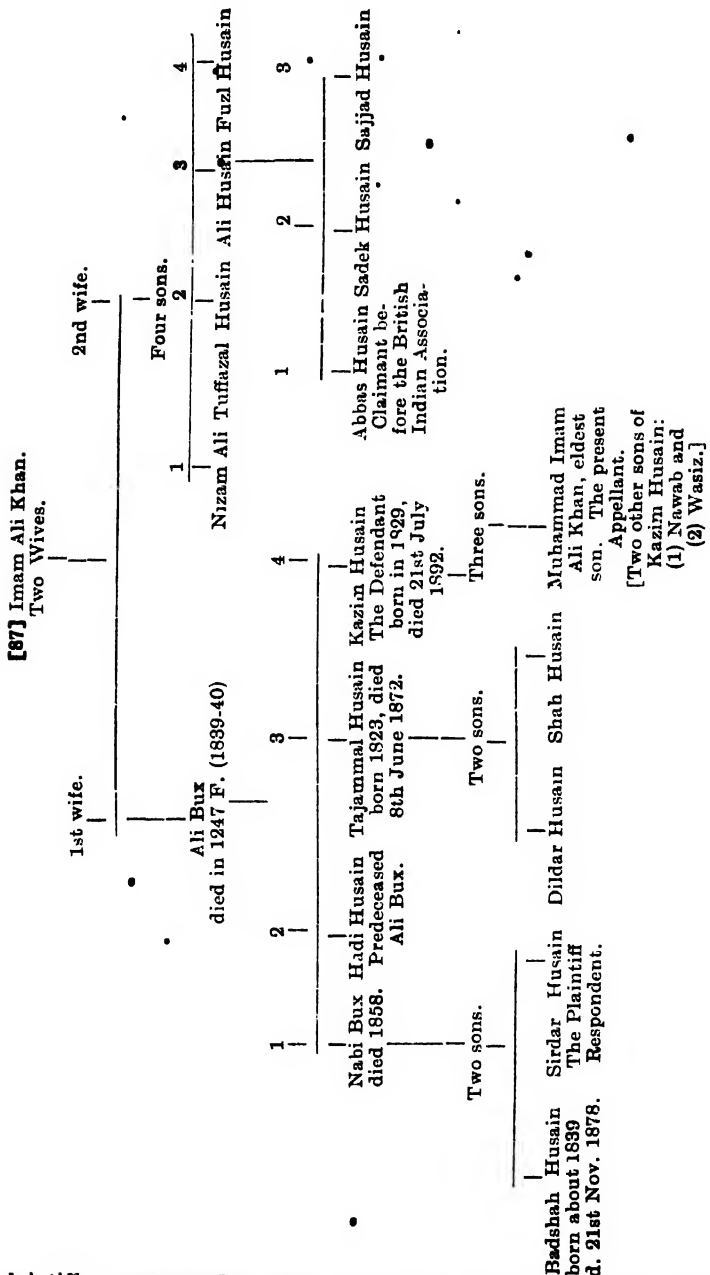 [87] Imam Ali Khan.
Two Wives.
1st wife.
2nd wife.
Ali Bux
died in 1247 F. (1839-40)
Four sons.
1 2 3 4
Nizam Ali Tuffazal Husain Ali Husain Fuzl Husain
1 2 3 4
Nabi Bux
died 1858.
Hadi Husain
Predeceased
Ali Bux.
Tajammal Husain
born 1823, died
8th June 1872.
Kazim Husain
The Defendant
born in 1829,
died 21st July
1892.
1 2 3
Abbas Husain Sadek Husain Sajjad Husain
Claimant be-
fore the British
Indian Associa-
tion.
Two sons.
Two sons.
Three sons.
Badshah Husain
born about 1839
d. 21st Nov. 1878.
Sirdar Husain
The Plaintiff
Respondent.
Dildar Husain Shah Husain
Muhammad Imam
Ali Khan, eldest
son. The present
Appellant.
[Two other sons of
Kazim Husain:
(1) Nawab and
(2) Wasiz.]